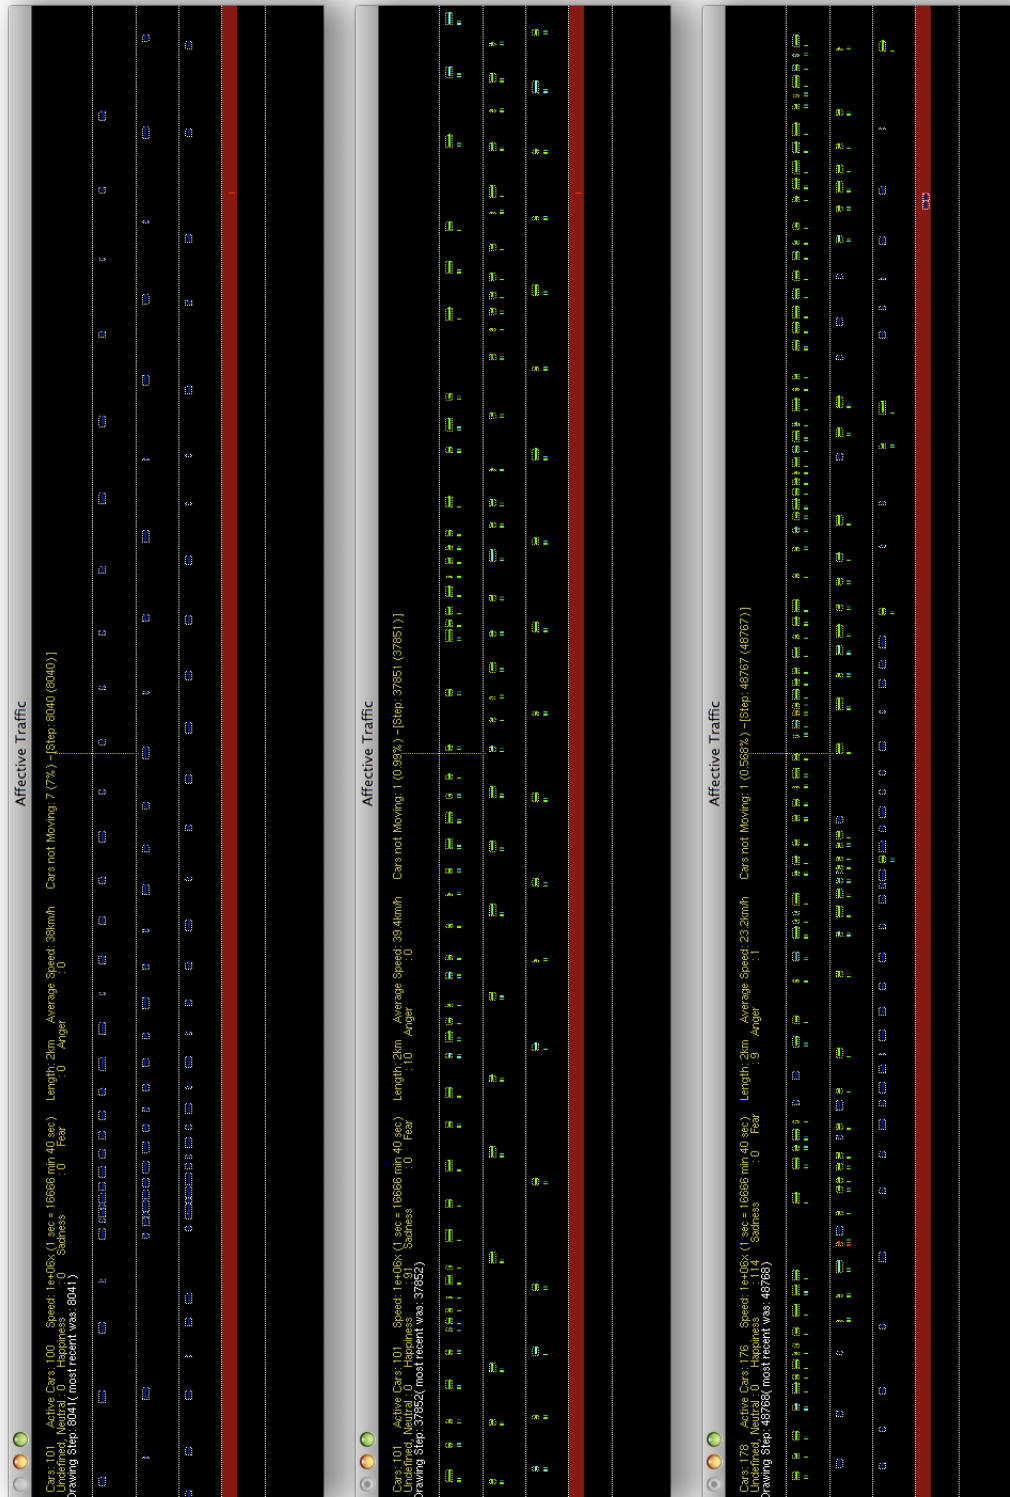 Affective Traffic
Cars: 101 Active Cars: 100 Speed: 1e+06x (1 sec = 16666 min 40 sec) Length: 2km Average Speed: 38km/h Cars not Moving: 7 (7%) –[Step: 8040 (8040)]
Undefined, Neutral: 0 Happiness : 0 Sadness : 0 Fear : 0 Anger : 0
Drawing Step: 8041( most recent was: 8041)
Affective Traffic
Cars: 101 Active Cars: 101 Speed: 1e+06x (1 sec = 16666 min 40 sec) Length: 2km Average Speed: 39.4km/h Cars not Moving: 1 (0.99%) –[Step: 37851 (37851)]
Undefined, Neutral: 0 Happiness : 91 Sadness : 0 Fear : 10 Anger : 0
Drawing Step: 37852( most recent was: 37852)
Affective Traffic
Cars: 178 Active Cars: 176 Speed: 1e+06x (1 sec = 16666 min 40 sec) Length: 2km Average Speed: 23.2km/h Cars not Moving: 1 (0.568%) –[Step: 48767 (48767)]
Undefined, Neutral: 0 Happiness : 114 Sadness : 0 Fear : 9 Anger : 1
Drawing Step: 48768( most recent was: 48768)